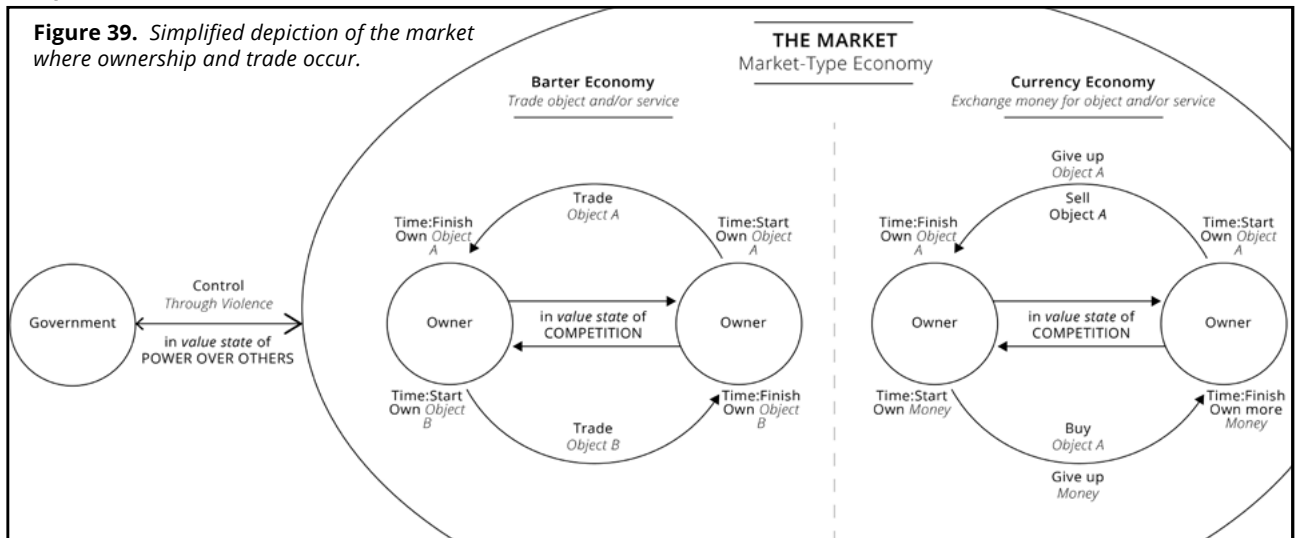 Figure 39. Simplified depiction of the market
where ownership and trade occur.
THE MARKET
Market-Type Economy
Barter Economy
Trade object and/or service
Currency Economy
Exchange money for object and/or service
Government
Control
Through Violence
in value state of
POWER OVER OTHERS
Trade
Object A
Time:Finish
Own Object
A
Time:Start
Own Object
A
Owner
in value state of
COMPETITION
Owner
Time:Start
Own Object
B
Time:Finish
Own Object
B
Trade
Object B
Give up
Object A
Sell
Object A
Time:Finish
Own Object
A
Time:Start
Own Object
A
Owner
in value state of
COMPETITION
Owner
Time:Start
Own Money
Time:Finish
Own more
Money
Buy
Object A
Give up
Money